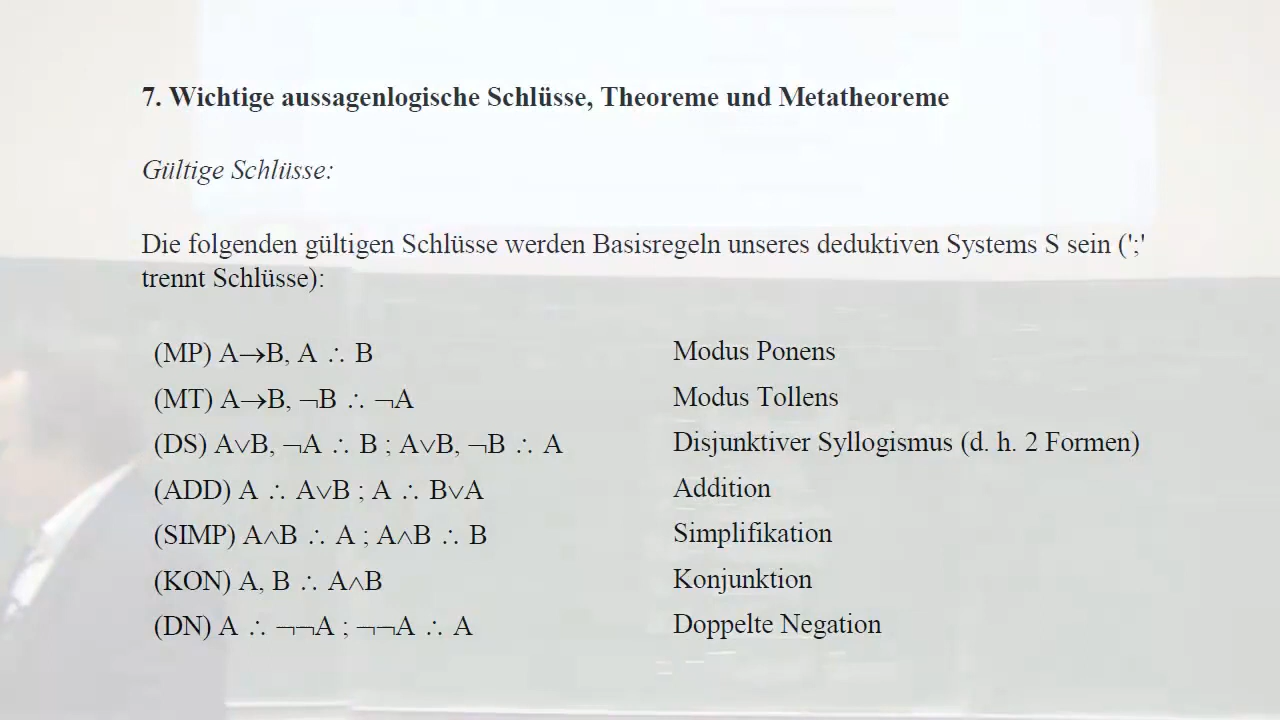 7. Wichtige aussagenlogische Schlüsse, Theoreme und Metatheoreme
Gültige Schlüsse:
Die folgenden gültigen Schlüsse werden Basisregeln unseres deduktiven Systems S sein (';'
trennt Schlüsse):
(MP) A→B, A ∴ B Modus Ponens
(MT) A→B, ¬B ∴ ¬A Modus Tollens
(DS) A∨B, ¬A ∴ B ; A∨B, ¬B ∴ A Disjunktiver Syllogismus (d. h. 2 Formen)
(ADD) A ∴ A∨B ; A ∴ B∨A Addition
(SIMP) A∧B ∴ A ; A∧B ∴ B Simplifikation
(KON) A, B ∴ A∧B Konjunktion
(DN) A ∴ ¬¬A ; ¬¬A ∴ A Doppelte Negation